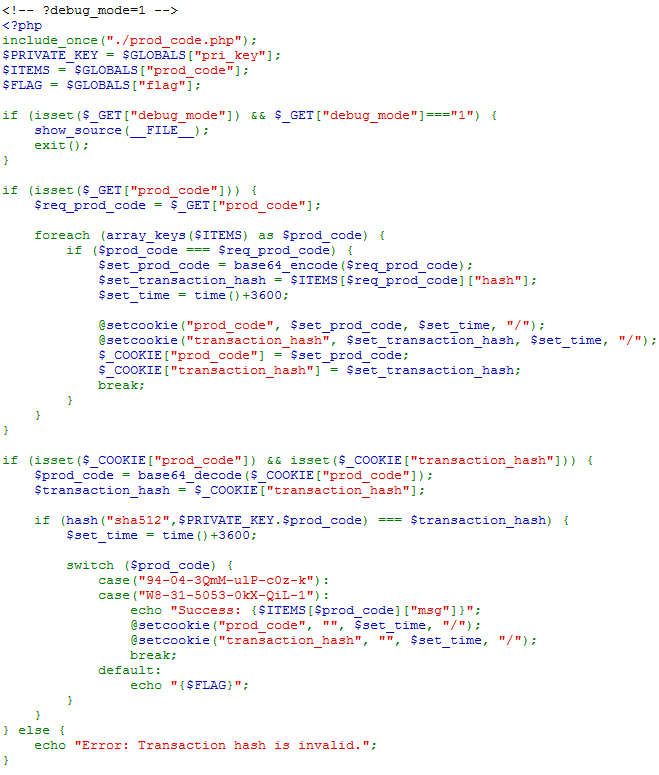 <!-- ?debug_mode=1 -->
<?php
include_once("./prod_code.php");
$PRIVATE_KEY = $GLOBALS["pri_key"];
$ITEMS = $GLOBALS["prod_code"];
$FLAG = $GLOBALS["flag"];

if (isset($_GET["debug_mode"]) && $_GET["debug_mode"]==="1") {
    show_source(__FILE__);
    exit();
}

if (isset($_GET["prod_code"])) {
    $req_prod_code = $_GET["prod_code"];

    foreach (array_keys($ITEMS) as $prod_code) {
        if ($prod_code === $req_prod_code) {
            $set_prod_code = base64_encode($req_prod_code);
            $set_transaction_hash = $ITEMS[$req_prod_code]["hash"];
            $set_time = time()+3600;

            @setcookie("prod_code", $set_prod_code, $set_time, "/");
            @setcookie("transaction_hash", $set_transaction_hash, $set_time, "/");
            $_COOKIE["prod_code"] = $set_prod_code;
            $_COOKIE["transaction_hash"] = $set_transaction_hash;
            break;
        }
    }
}

if (isset($_COOKIE["prod_code"]) && isset($_COOKIE["transaction_hash"])) {
    $prod_code = base64_decode($_COOKIE["prod_code"]);
    $transaction_hash = $_COOKIE["transaction_hash"];

    if (hash("sha512",$PRIVATE_KEY.$prod_code) === $transaction_hash) {
        $set_time = time()+3600;

        switch ($prod_code) {
            case("94-04-3QmM-ulP-c0z-k"):
            case("W8-31-5053-0kX-QiL-1"):
                echo "Success: {$ITEMS[$prod_code]["msg"]}";
                @setcookie("prod_code", "", $set_time, "/");
                @setcookie("transaction_hash", "", $set_time, "/");
                break;
            default:
                echo "{$FLAG}";
        }
    }
} else {
    echo "Error: Transaction hash is invalid.";
}